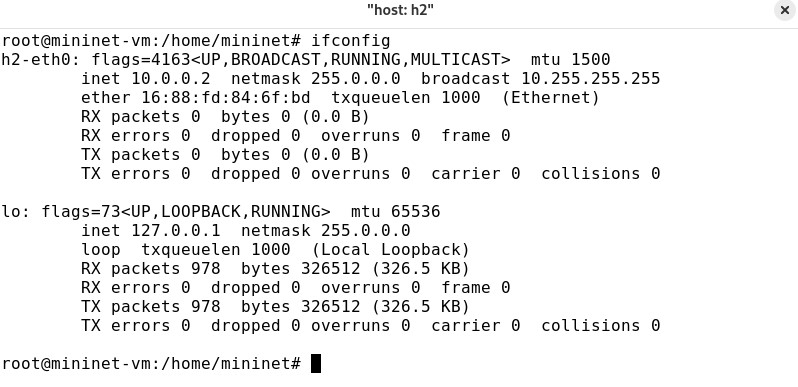 "host: h2"
root@mininet-vm:/home/mininet# ifconfig
h2-eth0: flags=4163<UP,BROADCAST,RUNNING,MULTICAST>  mtu 1500
        inet 10.0.0.2  netmask 255.0.0.0  broadcast 10.255.255.255
        ether 16:88:fd:84:6f:bd  txqueuelen 1000  (Ethernet)
        RX packets 0  bytes 0 (0.0 B)
        RX errors 0  dropped 0  overruns 0  frame 0
        TX packets 0  bytes 0 (0.0 B)
        TX errors 0  dropped 0 overruns 0  carrier 0  collisions 0

lo: flags=73<UP,LOOPBACK,RUNNING>  mtu 65536
        inet 127.0.0.1  netmask 255.0.0.0
        loop  txqueuelen 1000  (Local Loopback)
        RX packets 978  bytes 326512 (326.5 KB)
        RX errors 0  dropped 0  overruns 0  frame 0
        TX packets 978  bytes 326512 (326.5 KB)
        TX errors 0  dropped 0 overruns 0  carrier 0  collisions 0

root@mininet-vm:/home/mininet#